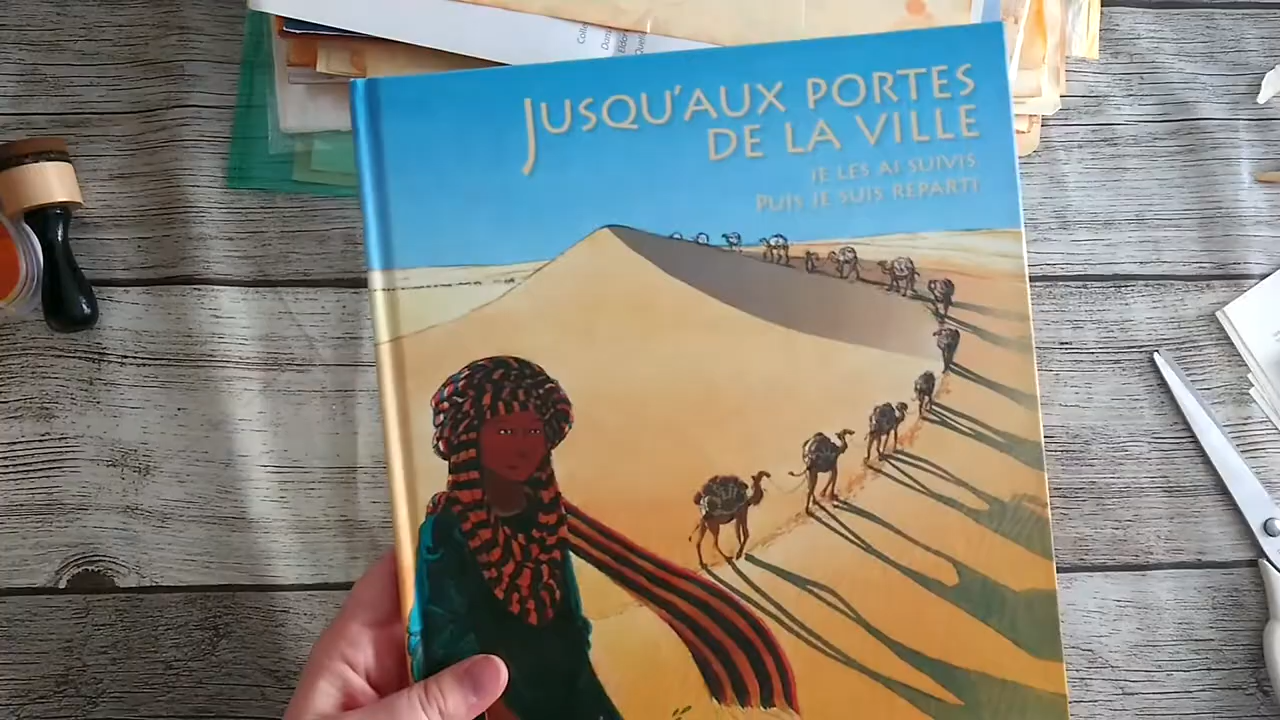 JUSQU'AUX PORTES
DE LA VILLE
JE LES AI SUIVIS
PUIS JE SUIS REPARTI